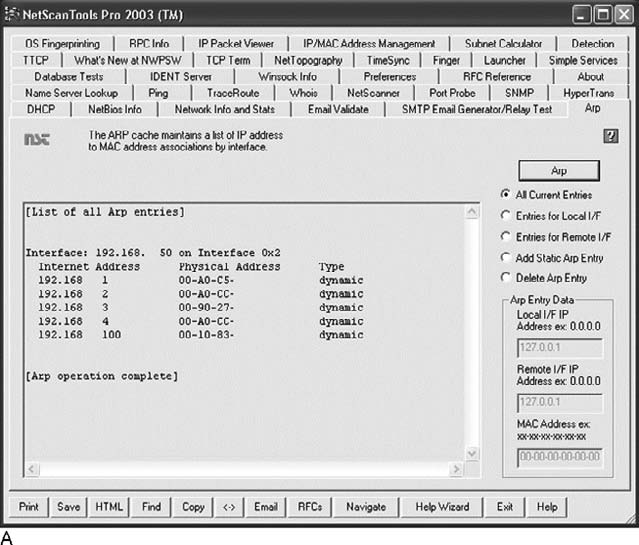 NetScanTools Pro 2003 (TM)
OS Fingerprinting RPC Info IP Packet Viewer IP/MAC Address Management Subnet Calculator Detection
TTCP What's New at NWPSW TCP Term NetTopography TimeSync Finger Launcher Simple Services
Database Tests IDENT Server Winsock Info Preferences RFC Reference About
Name Server Lookup Ping TraceRoute Whois NetScanner Port Probe SNMP HyperTrans
DHCP NetBios Info Network Info and Stats Email Validate SMTP Email Generator/Relay Test Arp
nst
The ARP cache maintains a list of IP address
to MAC address associations by interface.
?
Arp
All Current Entries
Entries for Local I/F
Entries for Remote I/F
Add Static Arp Entry
Delete Arp Entry
[List of all Arp entries]
Interface: 192.168. 50 on Interface 0x2
Internet Address Physical Address Type
192.168 1 00-A0-C5- dynamic
192.168 2 00-A0-CC- dynamic
192.168 3 00-90-27- dynamic
192.168 4 00-A0-CC- dynamic
192.168 100 00-10-83- dynamic
[Arp operation complete]
Arp Entry Data
Local I/F IP
Address ex: 0.0.0.0
127.0.0.1
Remote I/F IP
Address ex: 0.0.0.0
127.0.0.1
MAC Address ex:
xx-xx-xx-xx-xx-xx
00-00-00-00-00-00
Print Save HTML Find Copy <-> Email RFCs Navigate Help Wizard Exit Help
A